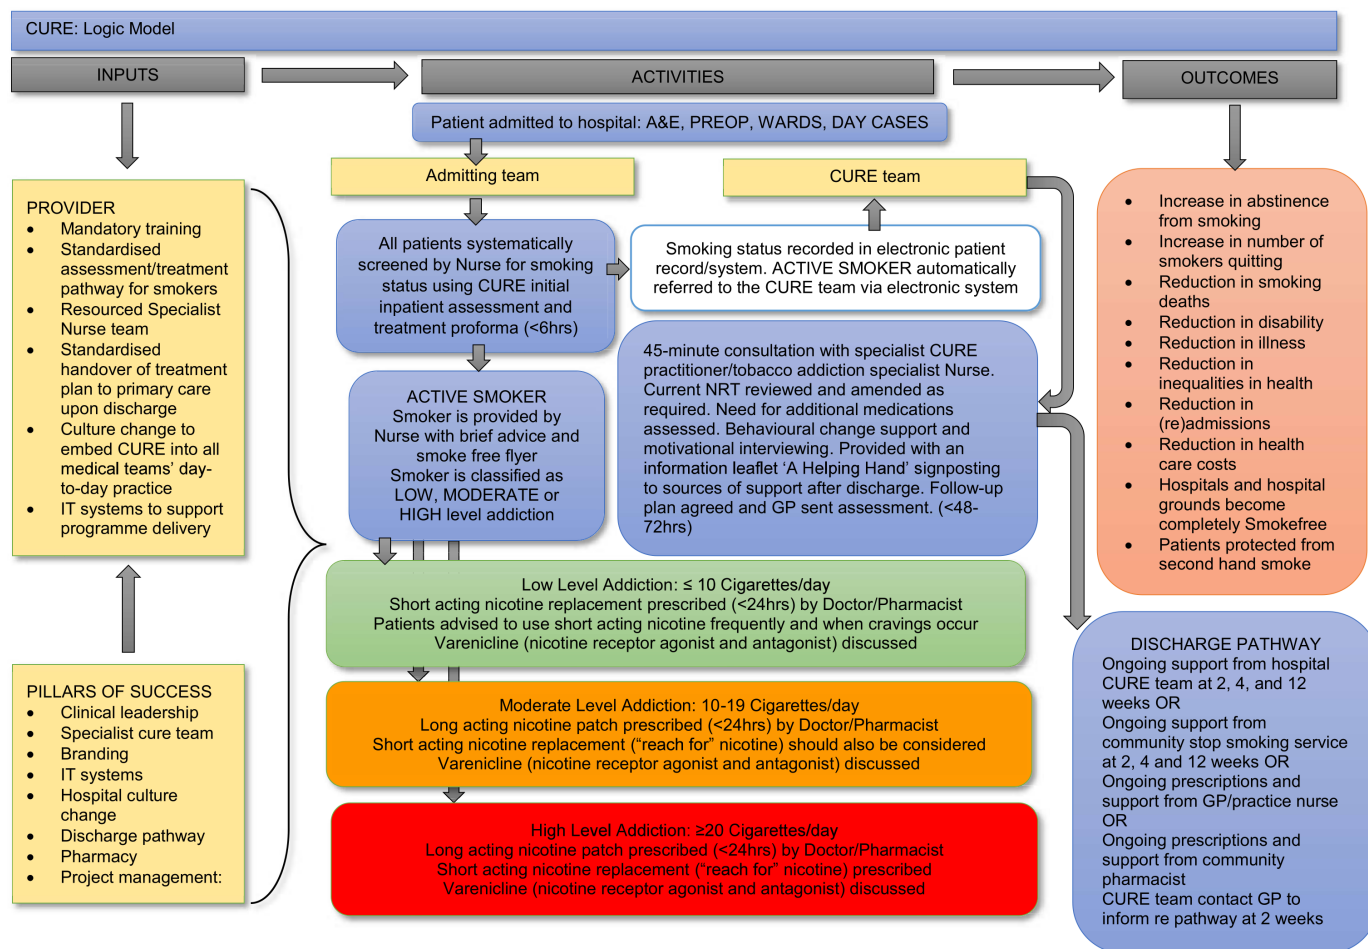 CURE: Logic Model
INPUTS
ACTIVITIES
OUTCOMES
PROVIDER
• Mandatory training
• Standardised
assessment/treatment
pathway for smokers
• Resourced Specialist
Nurse team
• Standardised
handover of treatment
plan to primary care
upon discharge
• Culture change to
embed CURE into all
medical teams’ day-
to-day practice
• IT systems to support
programme delivery
PILLARS OF SUCCESS
• Clinical leadership
• Specialist cure team
• Branding
• IT systems
• Hospital culture
change
• Discharge pathway
• Pharmacy
• Project management:
Patient admitted to hospital: A&E, PREOP, WARDS, DAY CASES
Admitting team
CURE team
All patients systematically
screened by Nurse for smoking
status using CURE initial
inpatient assessment and
treatment proforma (<6hrs)
Smoking status recorded in electronic patient
record/system. ACTIVE SMOKER automatically
referred to the CURE team via electronic system
ACTIVE SMOKER
Smoker is provided by
Nurse with brief advice and
smoke free flyer
Smoker is classified as
LOW, MODERATE or
HIGH level addiction
45-minute consultation with specialist CURE
practitioner/tobacco addiction specialist Nurse.
Current NRT reviewed and amended as
required. Need for additional medications
assessed. Behavioural change support and
motivational interviewing. Provided with an
information leaflet ‘A Helping Hand’ signposting
to sources of support after discharge. Follow-up
plan agreed and GP sent assessment. (<48-
72hrs)
Low Level Addiction: ≤ 10 Cigarettes/day
Short acting nicotine replacement prescribed (<24hrs) by Doctor/Pharmacist
Patients advised to use short acting nicotine frequently and when cravings occur
Varenicline (nicotine receptor agonist and antagonist) discussed
Moderate Level Addiction: 10-19 Cigarettes/day
Long acting nicotine patch prescribed (<24hrs) by Doctor/Pharmacist
Short acting nicotine replacement (“reach for” nicotine) should also be considered
Varenicline (nicotine receptor agonist and antagonist) discussed
High Level Addiction: ≥20 Cigarettes/day
Long acting nicotine patch prescribed (<24hrs) by Doctor/Pharmacist
Short acting nicotine replacement (“reach for” nicotine) prescribed
Varenicline (nicotine receptor agonist and antagonist) discussed
• Increase in abstinence
from smoking
• Increase in number of
smokers quitting
• Reduction in smoking
deaths
• Reduction in disability
• Reduction in illness
• Reduction in
inequalities in health
• Reduction in
(re)admissions
• Reduction in health
care costs
• Hospitals and hospital
grounds become
completely Smokefree
• Patients protected from
second hand smoke
DISCHARGE PATHWAY
Ongoing support from hospital
CURE team at 2, 4, and 12
weeks OR
Ongoing support from
community stop smoking service
at 2, 4 and 12 weeks OR
Ongoing prescriptions and
support from GP/practice nurse
OR
Ongoing prescriptions and
support from community
pharmacist
CURE team contact GP to
inform re pathway at 2 weeks